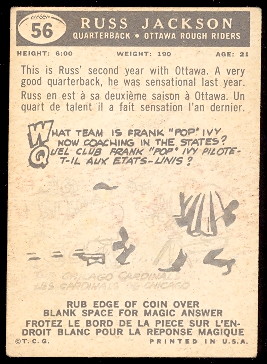 56
RUSS JACKSON
QUARTERBACK • OTTAWA ROUGH RIDERS
HEIGHT: 6:00 WEIGHT: 190 AGE: 21
This is Russ' second year with Ottawa. A very
good quarterback, he was sensational last year.
Russ en est à sa deuxième saison à Ottawa. Un
quart de talent il a fait sensation l'an dernier.
WHAT TEAM IS FRANK "POP" IVY
NOW COACHING IN THE STATES?
QUEL CLUB FRANK "POP" IVY PILOTE-
T-IL AUX ETATS-UNIS?
CHICAGO CARDINALS
LES CARDINALS DE CHICAGO
RUB EDGE OF COIN OVER
BLANK SPACE FOR MAGIC ANSWER
FROTEZ LE BORD DE LA PIECE SUR L'EN-
DROIT BLANC POUR LA REPONSE MAGIQUE
© T.C.G. PRINTED IN U.S.A.